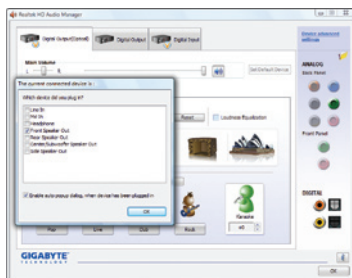 Realtek HD Audio Manager
Digital Output(Optical)
Digital Output
Digital Input
Device advanced settings
Main Volume
L
R
Set Default Device
ANALOG
Back Panel
The current connected device is :
Which device did you plug in?
Line In
Mic In
Headphone
Front Speaker Out
Rear Speaker Out
Center/Subwoofer Speaker Out
Side Speaker Out
Enable auto popup dialog, when device has been plugged in
OK
Reset
Loudness Equalization
Front Panel
DIGITAL
Karaoke
+0
Pop
Live
Club
Rock
GIGABYTE
TECHNOLOGY
OK